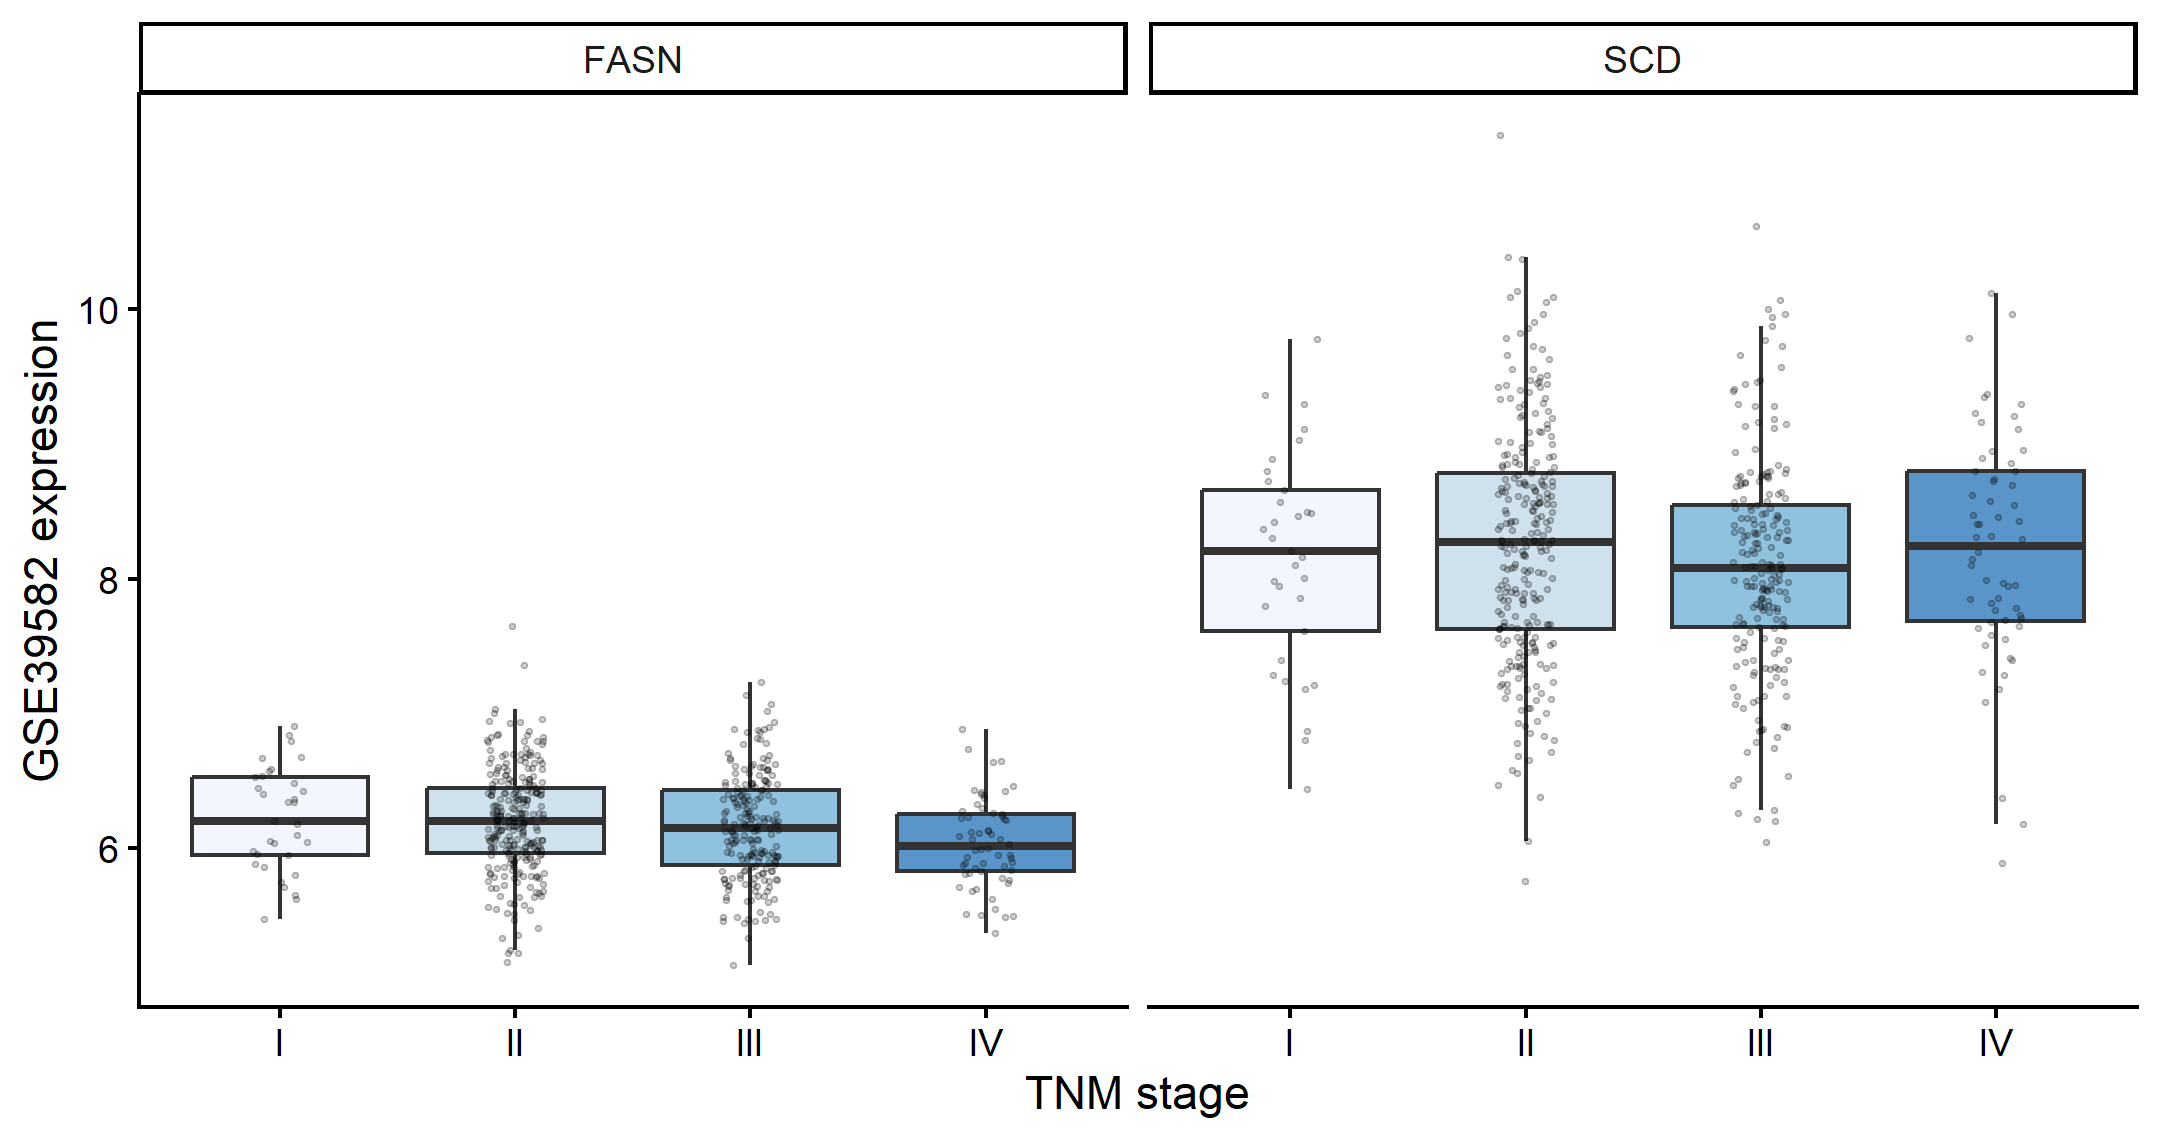 FASN
SCD
GSE39582 expression
10
8
6
I II III IV
I II III IV
TNM stage